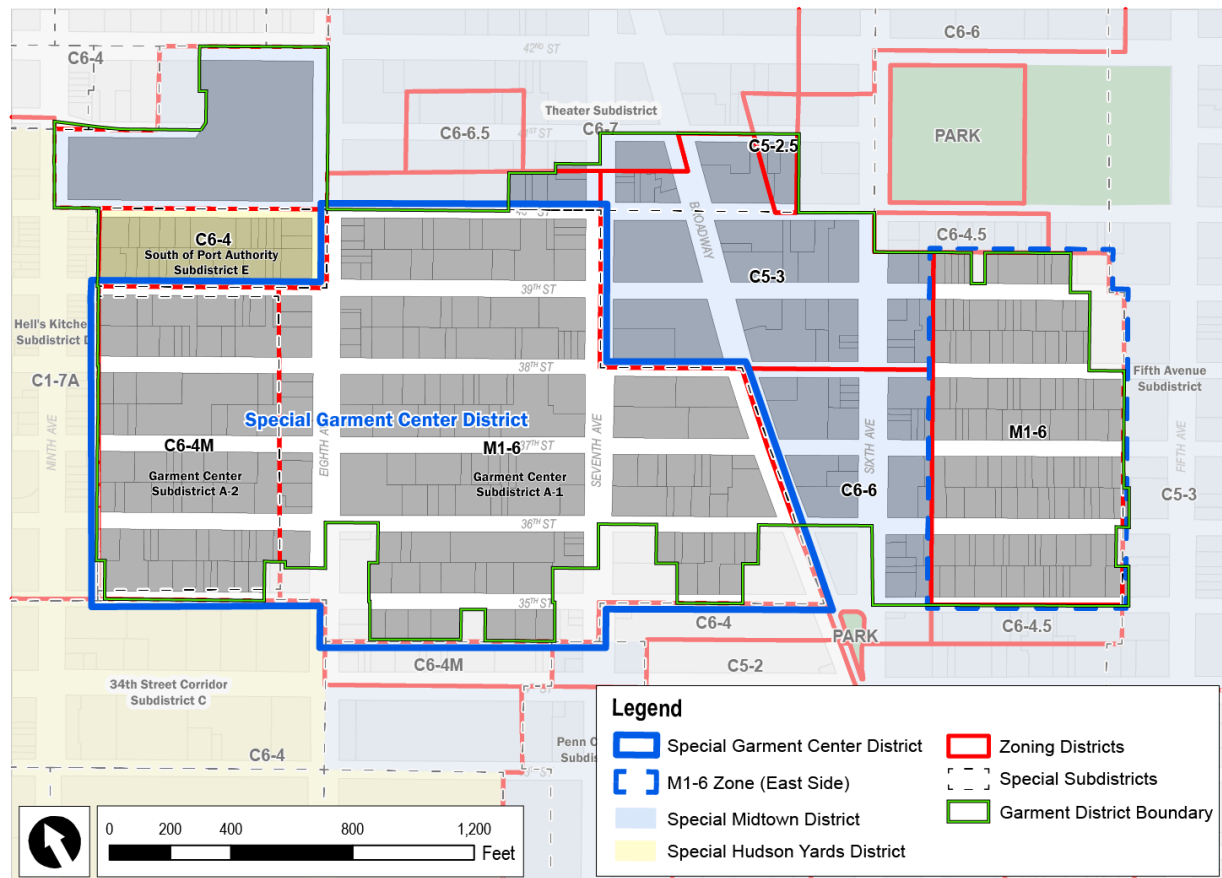 C6-6
42ND ST
C6-4
Theater Subdistrict
C6-7
C6-6.5
41ST ST
PARK
C5-2.5
BROADWAY
C6-4.5
C6-4
South of Port Authority
Subdistrict E
C5-3
39TH ST
Hell's Kitche
Subdistrict D
C1-7A
38TH ST
Fifth Avenue
Subdistrict
Special Garment Center District
NINTH AVE
EIGHTH AVE
SEVENTH AVE
SIXTH AVE
FIFTH AVE
C6-4M
M1-6
37TH ST
M1-6
Garment Center
Subdistrict A-2
Garment Center
Subdistrict A-1
C6-6
C5-3
36TH ST
35TH ST
C6-4
PARK
C6-4.5
C6-4M
C5-2
34th Street Corridor
Subdistrict C
C6-4
Penn C
Subdis
Legend
Special Garment Center District
M1-6 Zone (East Side)
Special Midtown District
Special Hudson Yards District
Zoning Districts
Special Subdistricts
Garment District Boundary
0 200 400 800 1,200
Feet